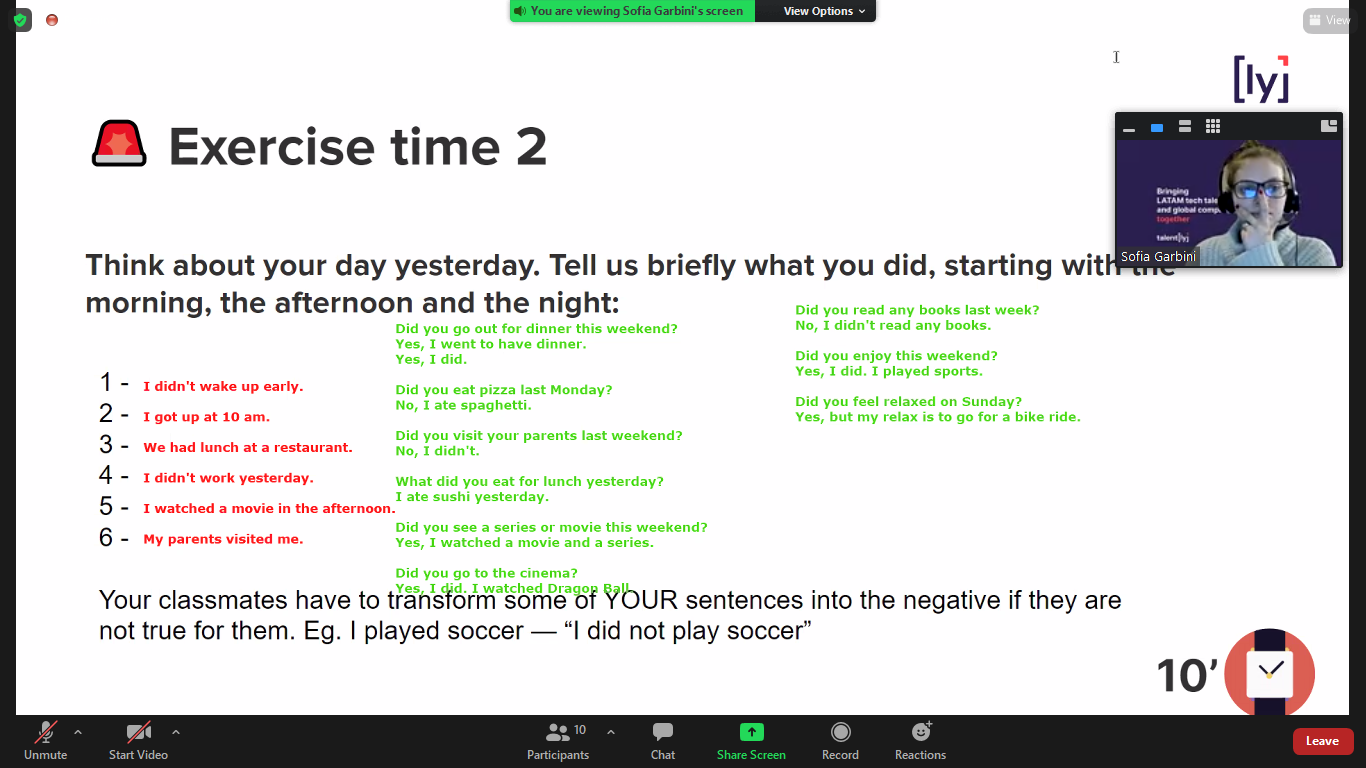 You are viewing Sofia Garbini's screen
View Options
View
[ly]
Exercise time 2
Bringing
LATAM tech tale
and global comp
together
talent[ly]
Sofia Garbini
Think about your day yesterday. Tell us briefly what you did, starting with the
morning, the afternoon and the night:
1 - I didn't wake up early.
2 - I got up at 10 am.
3 - We had lunch at a restaurant.
4 - I didn't work yesterday.
5 - I watched a movie in the afternoon.
6 - My parents visited me.
Did you go out for dinner this weekend?
Yes, I went to have dinner.
Yes, I did.
Did you eat pizza last Monday?
No, I ate spaghetti.
Did you visit your parents last weekend?
No, I didn't.
What did you eat for lunch yesterday?
I ate sushi yesterday.
Did you see a series or movie this weekend?
Yes, I watched a movie and a series.
Did you go to the cinema?
Yes, I did. I watched Dragon Ball.
Did you read any books last week?
No, I didn't read any books.
Did you enjoy this weekend?
Yes, I did. I played sports.
Did you feel relaxed on Sunday?
Yes, but my relax is to go for a bike ride.
Your classmates have to transform some of YOUR sentences into the negative if they are
not true for them. Eg. I played soccer — “I did not play soccer”
10’
Unmute
Start Video
Participants
10
Chat
Share Screen
Record
Reactions
Leave